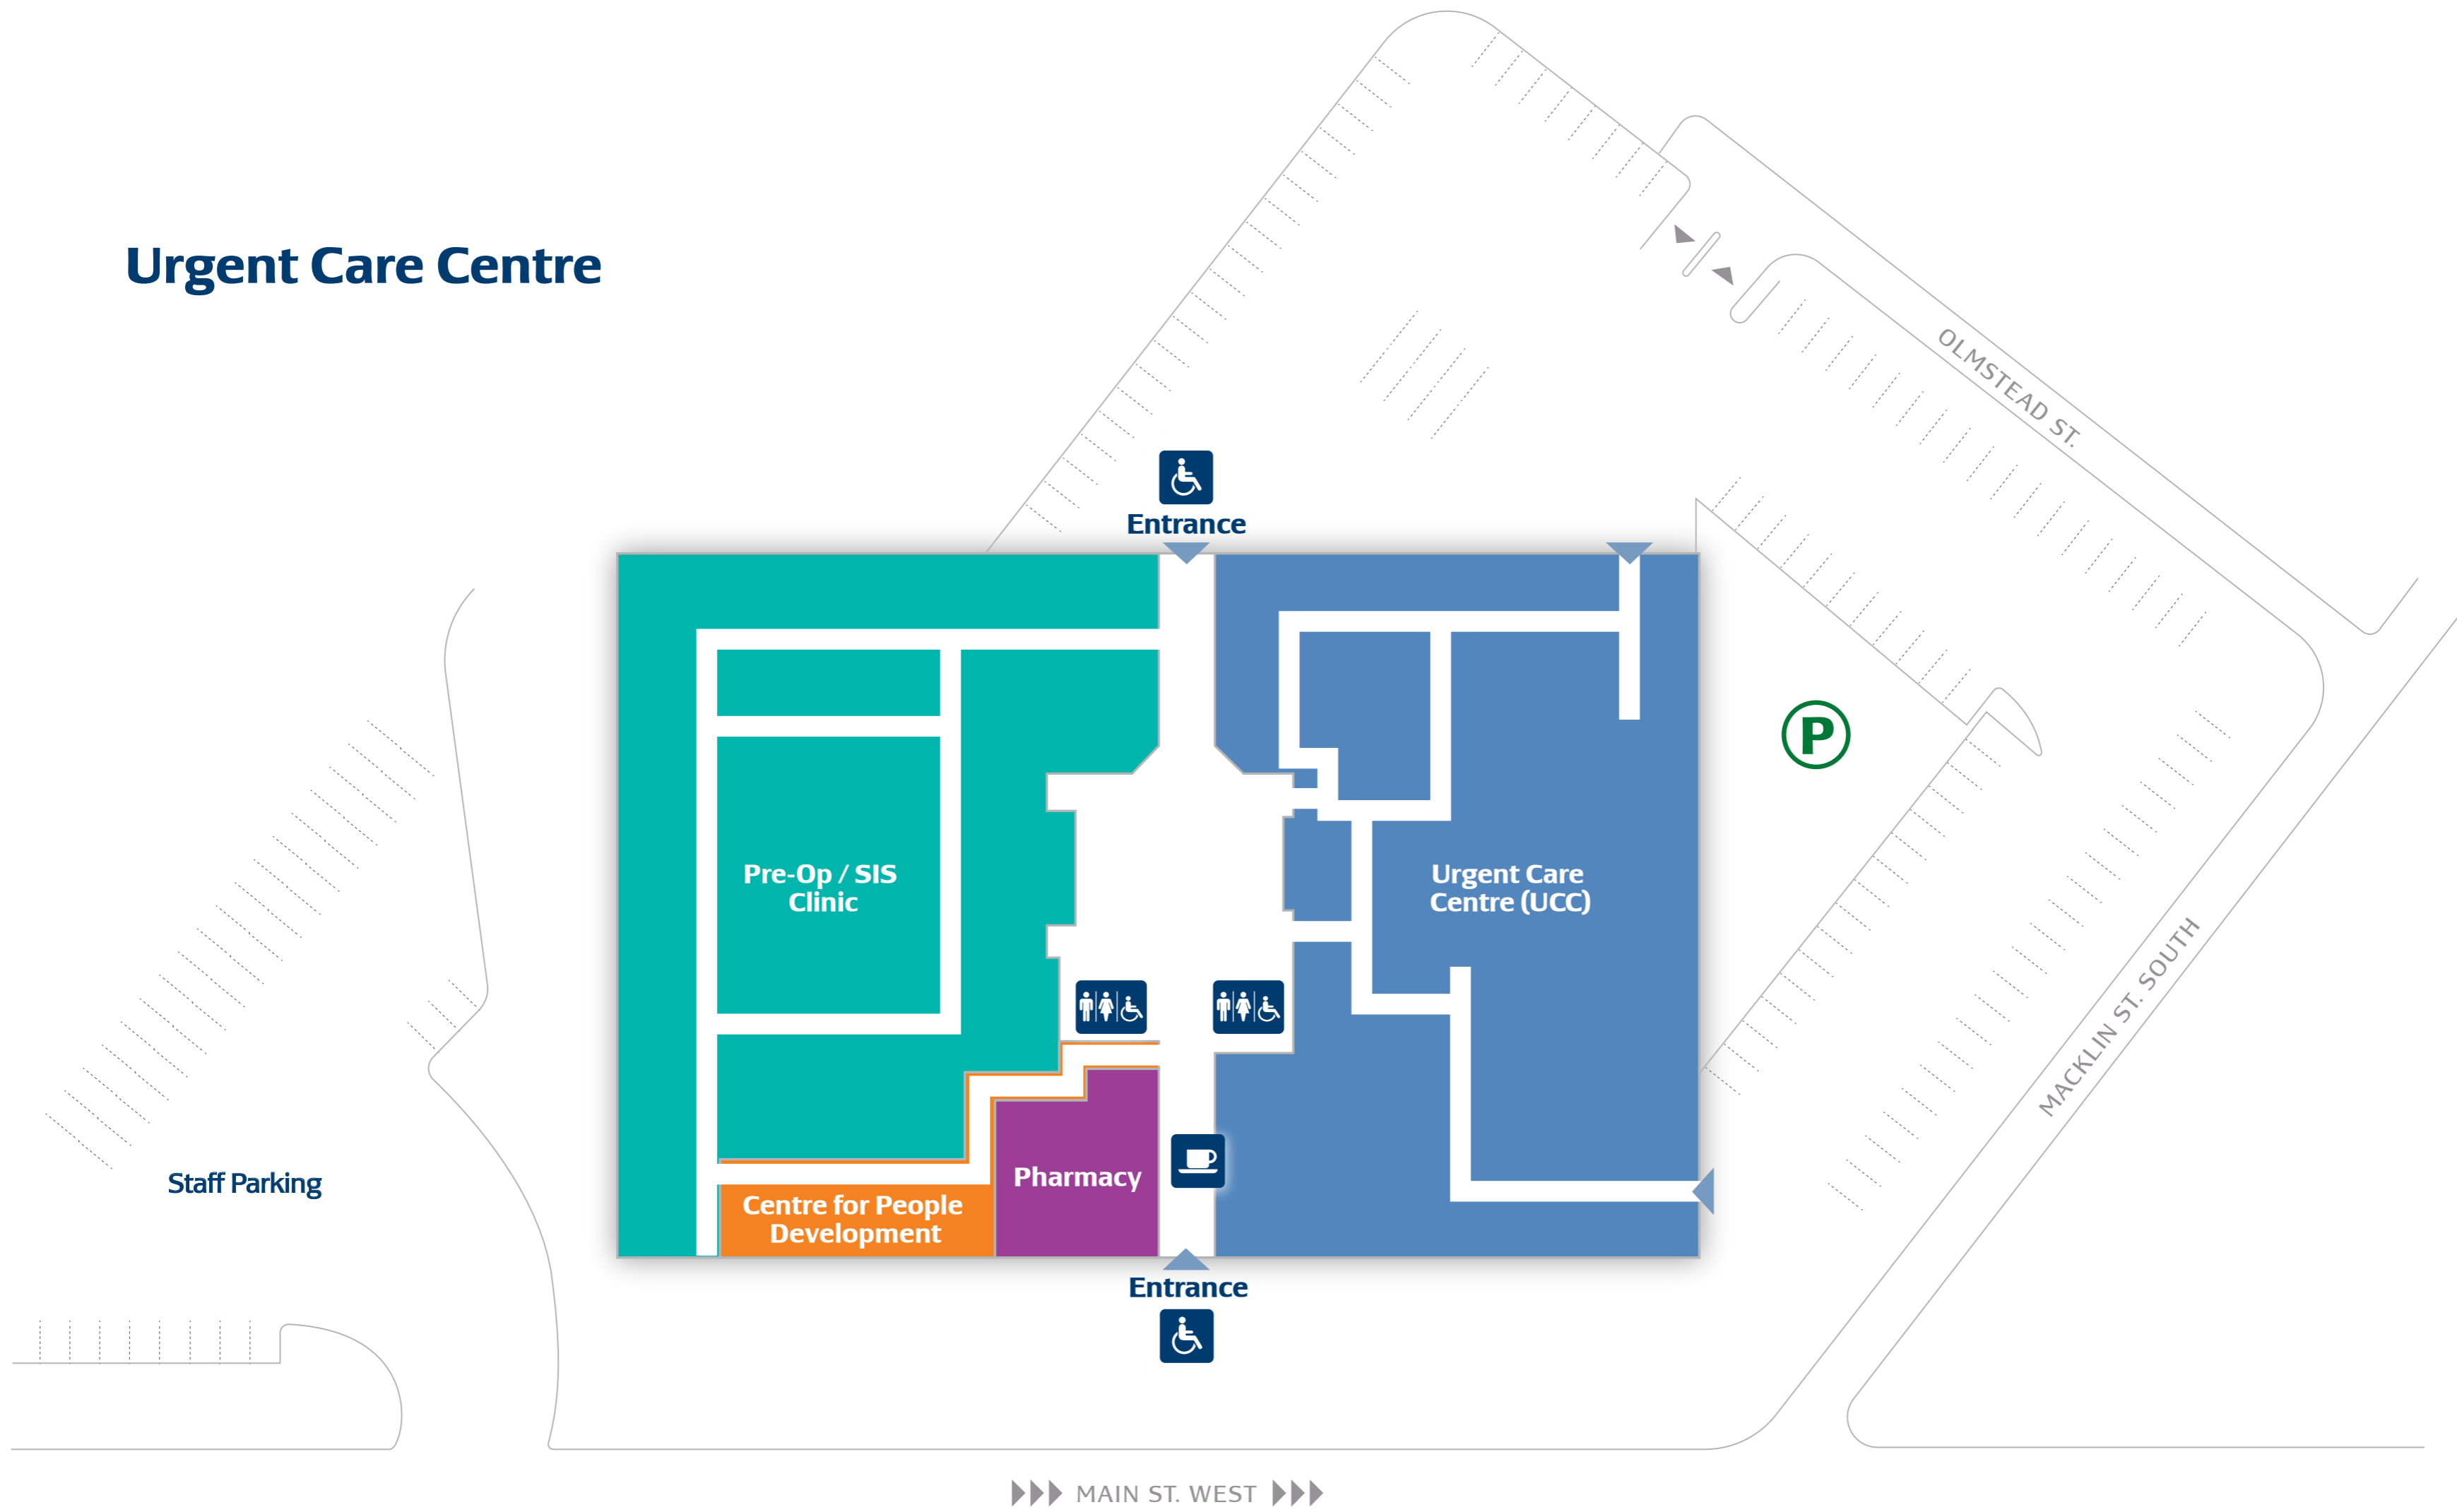 Urgent Care Centre
OLMSTEAD ST.
Entrance
P
Pre-Op / SIS
Clinic
Urgent Care
Centre (UCC)
MACKLIN ST. SOUTH
Staff Parking
Pharmacy
Centre for People
Development
Entrance
MAIN ST. WEST